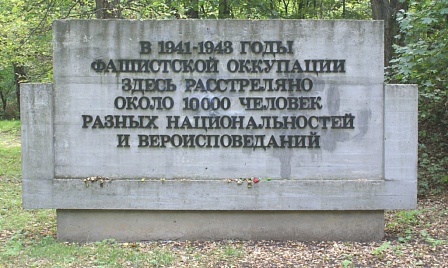 В 1941-1943 ГОДЫ
ФАШИСТСКОЙ ОККУПАЦИИ
ЗДЕСЬ РАССТРЕЛЯНО
ОКОЛО 10000 ЧЕЛОВЕК
РАЗНЫХ НАЦИОНАЛЬНОСТЕЙ
И ВЕРОИСПОВЕДАНИЙ